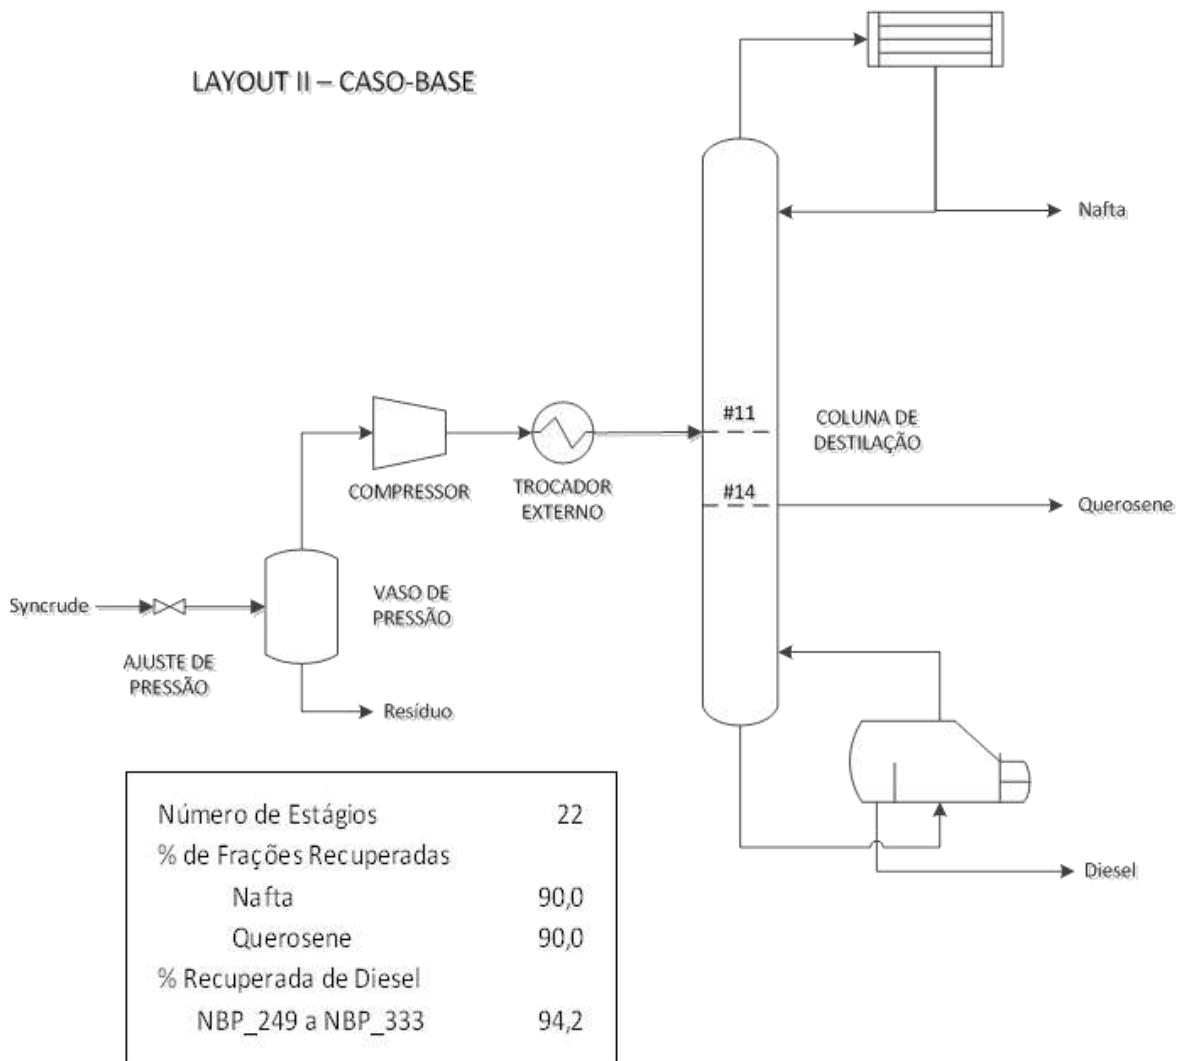 LAYOUT II – CASO-BASE
Nafta
#11
COLUNA DE
DESTILAÇÃO
COMPRESSOR
TROCADOR
EXTERNO
#14
Querosene
Syncrude
VASO DE
PRESSÃO
AJUSTE DE
PRESSÃO
Resíduo
Diesel
Número de Estágios 22
% de Frações Recuperadas
Nafta 90,0
Querosene 90,0
% Recuperada de Diesel
NBP_249 a NBP_333 94,2